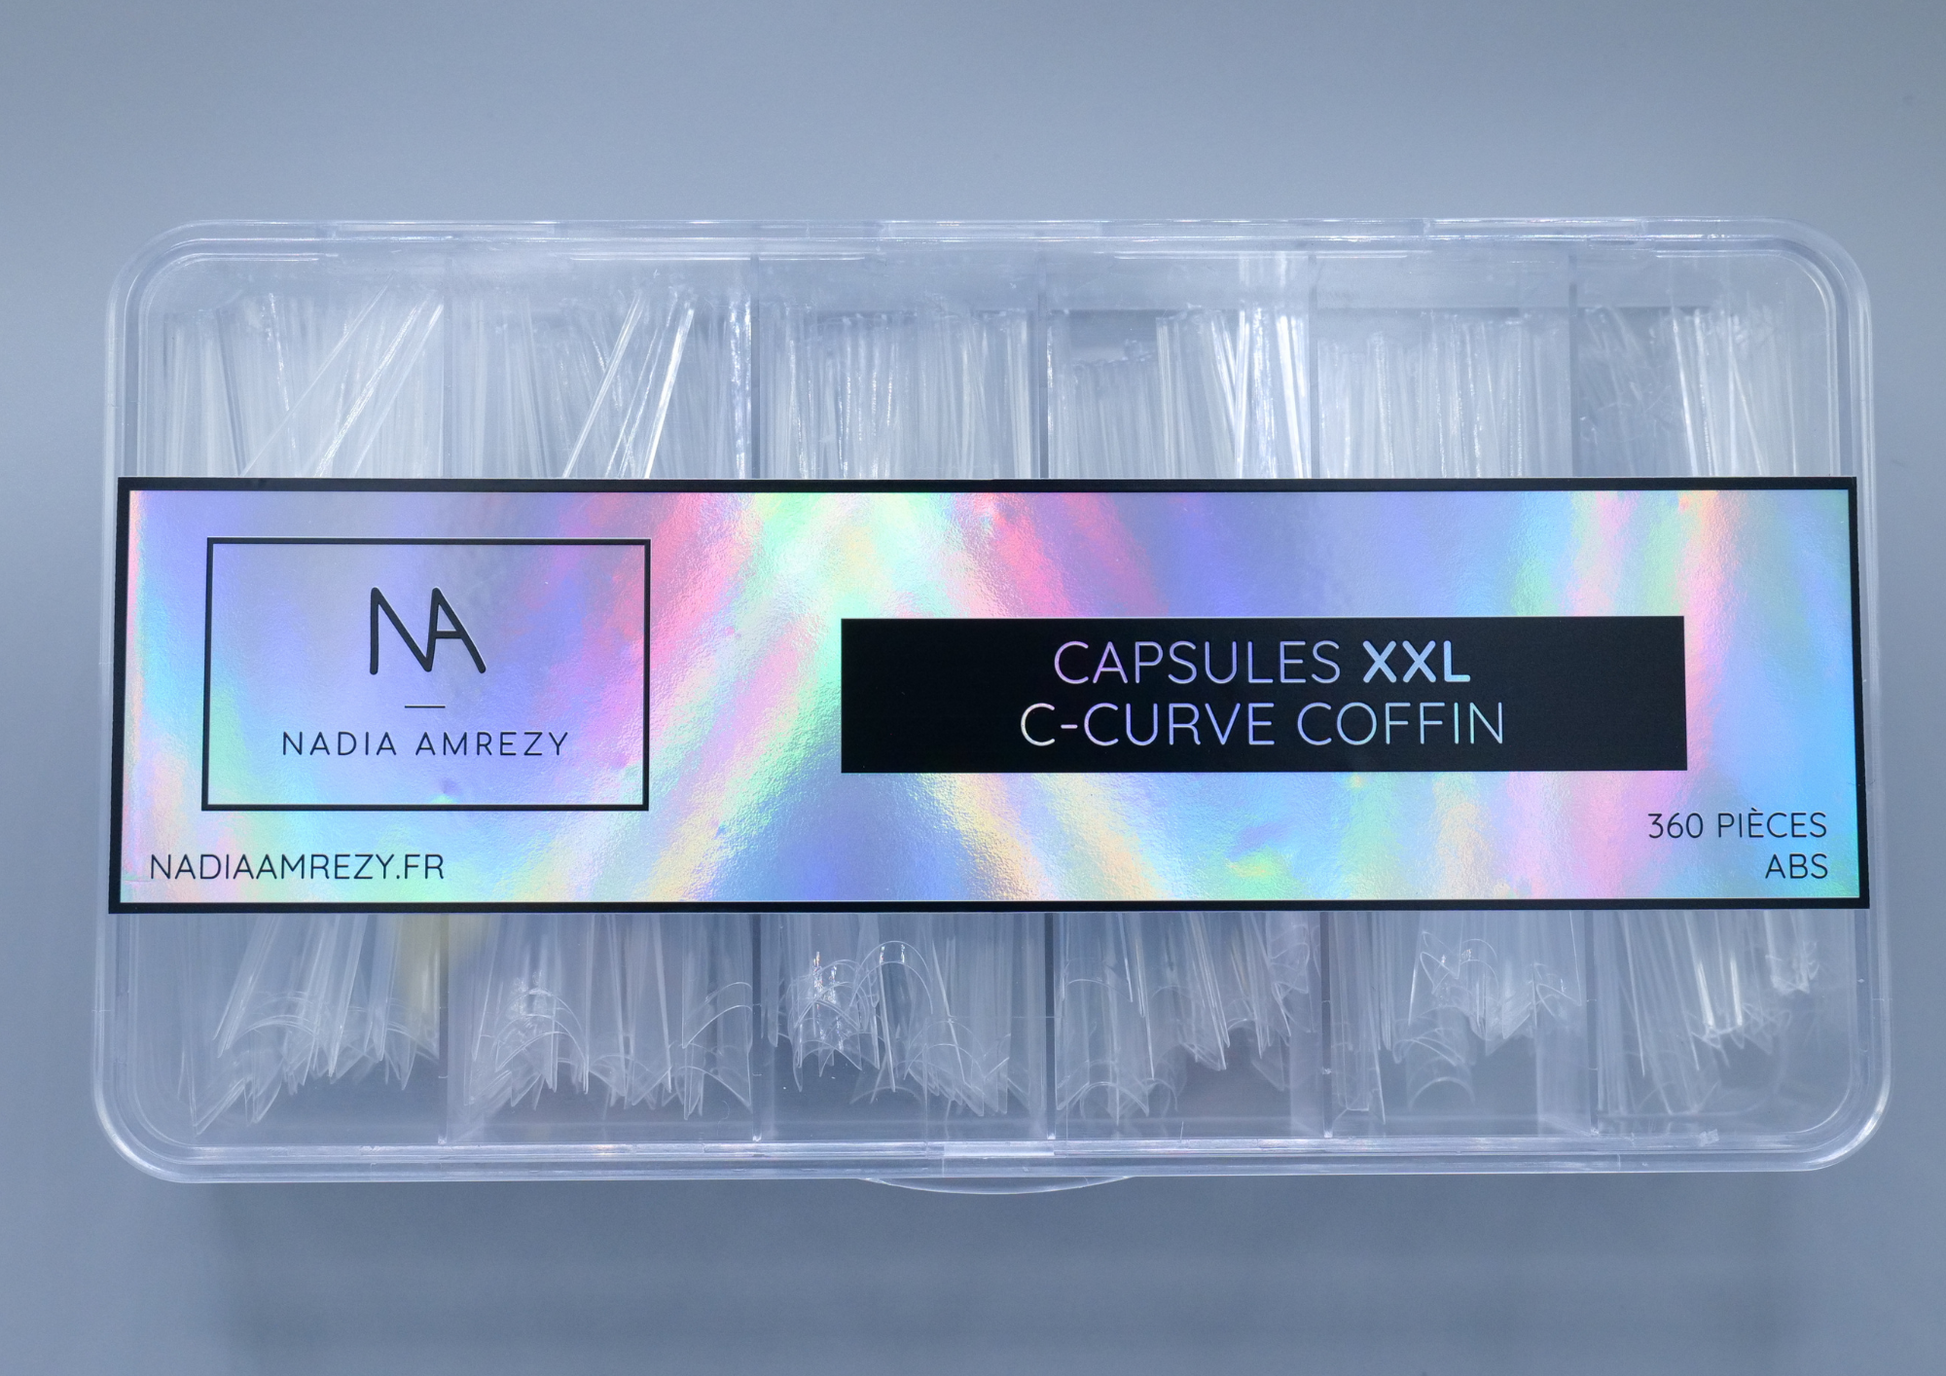 NA
NADIA AMREZY
NADIAAMREZY.FR
CAPSULES XXL
C-CURVE COFFIN
360 PIÈCES
ABS